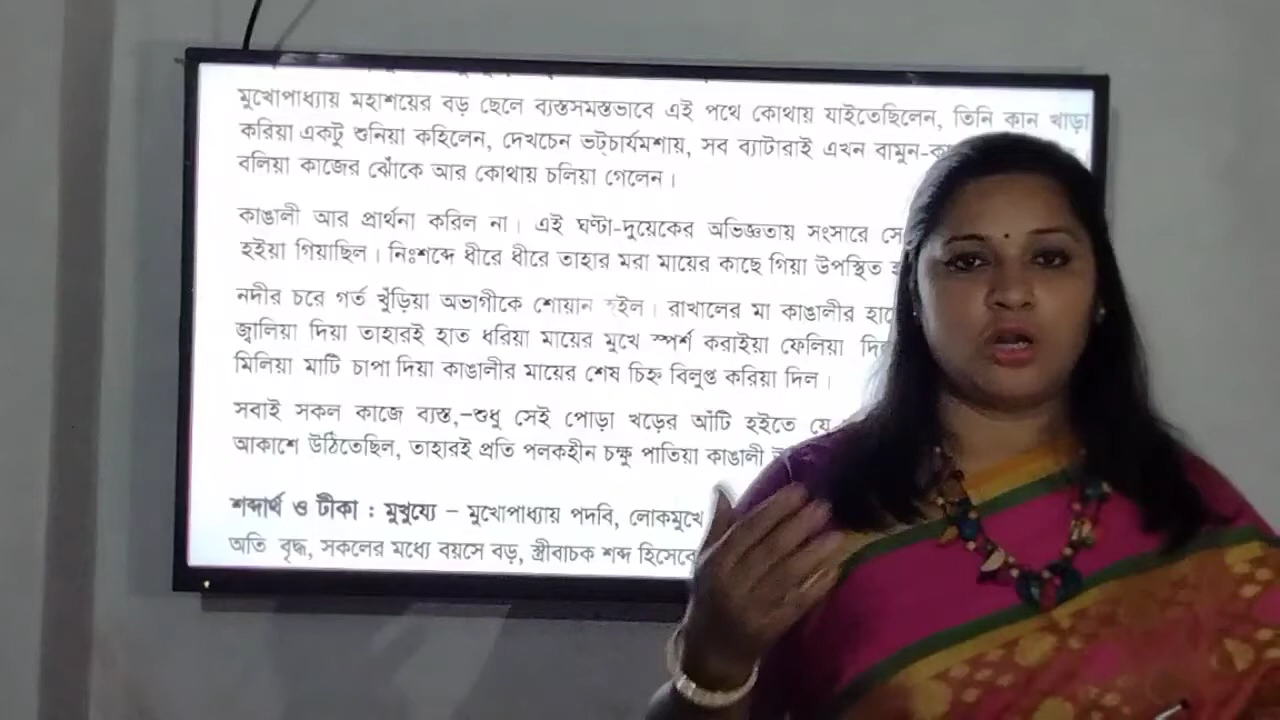 মুখোপাধ্যায় মহাশয়ের বড় ছেলে ব্যস্তসমস্তভাবে এই পথে কোথায় যাইতেছিলেন, তিনি কান খাড়া
করিয়া একটু শুনিয়া কহিলেন, দেখচেন ভট্‌চার্যমশায়, সব ব্যাটারাই এখন বামুন-
বলিয়া কাজের ঝোঁকে আর কোথায় চলিয়া গেলেন।
কাঙালী আর প্রার্থনা করিল না। এই ঘণ্টা-দুয়েকের অভিজ্ঞতায় সংসারে সে
হইয়া গিয়াছিল। নিঃশব্দে ধীরে ধীরে তাহার মরা মায়ের কাছে গিয়া উপস্থিত
নদীর চরে গর্ত খুঁড়িয়া অভাগীকে শোয়ান হইল। রাখালের মা কাঙালীর
জ্বালিয়া দিয়া তাহারই হাত ধরিয়া মায়ের মুখে স্পর্শ করাইয়া ফেলিয়া
মিলিয়া মাটি চাপা দিয়া কাঙালীর মায়ের শেষ চিহ্ন বিলুপ্ত করিয়া দিল।
সবাই সকল কাজে ব্যস্ত,-শুধু সেই পোড়া খড়ের আঁটি হইতে যে
আকাশে উঠিতেছিল, তাহারই প্রতি পলকহীন চক্ষু পাতিয়া কাঙালী
শব্দার্থ ও টীকা : মুখুয্যে – মুখোপাধ্যায় পদবি, লোকমুখে
অতি বৃদ্ধ, সকলের মধ্যে বয়সে বড়, স্ত্রীবাচক শব্দ হিসেবে